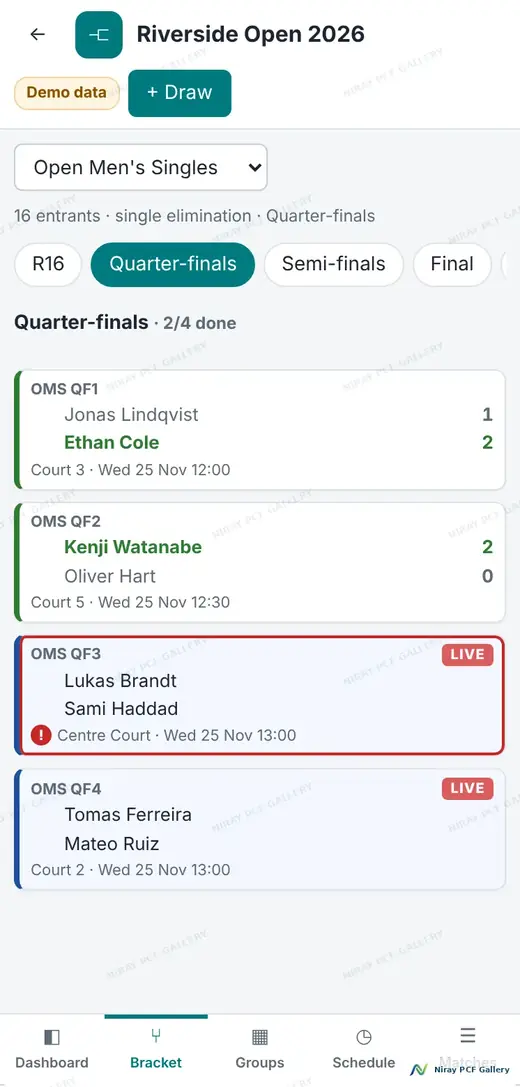 Riverside Open 2026
Demo data
+ Draw
Open Men's Singles
16 entrants · single elimination · Quarter-finals
R16
Quarter-finals
Semi-finals
Final
Quarter-finals · 2/4 done
OMS QF1
Jonas Lindqvist 1
Ethan Cole 2
Court 3 · Wed 25 Nov 12:00
OMS QF2
Kenji Watanabe 2
Oliver Hart 0
Court 5 · Wed 25 Nov 12:30
OMS QF3 LIVE
Lukas Brandt
Sami Haddad
! Centre Court · Wed 25 Nov 13:00
OMS QF4 LIVE
Tomas Ferreira
Mateo Ruiz
Court 2 · Wed 25 Nov 13:00
Dashboard
Bracket
Groups
Schedule
Matches
Niray PCF Gallery
NIRAY PCF GALLERY